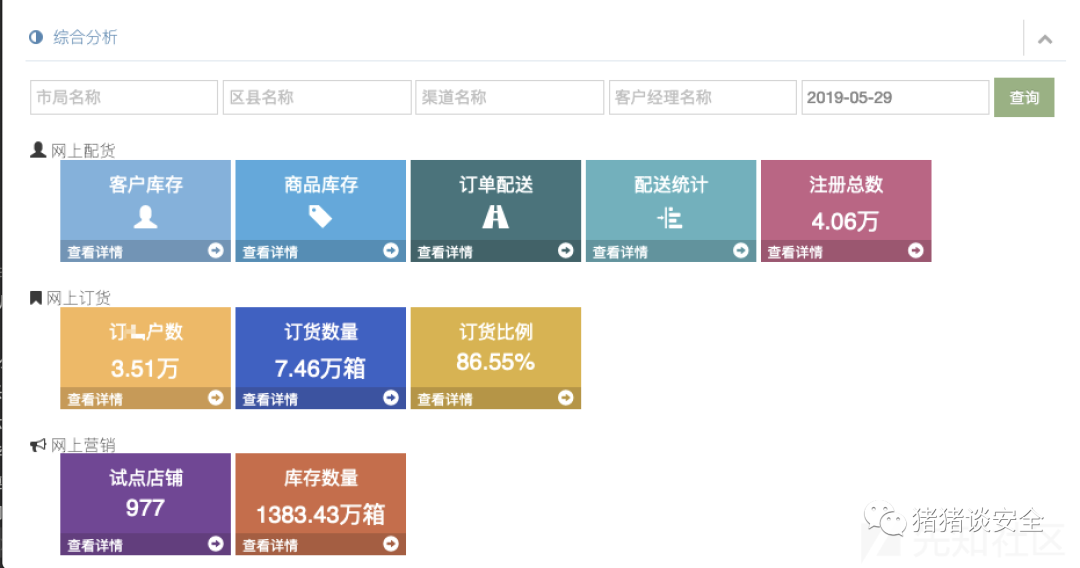 综合分析
市局名称 区县名称 渠道名称 客户经理名称 2019-05-29 查询
网上配货
客户库存 商品库存 订单配送 配送统计 注册总数
4.06万
查看详情 查看详情 查看详情 查看详情 查看详情
网上订货
订 户数 订货数量 订货比例
3.51万 7.46万箱 86.55%
查看详情 查看详情 查看详情
网上营销
试点店铺 库存数量
977 1383.43万箱
查看详情 查看详情
猪猪谈安全
先知社区